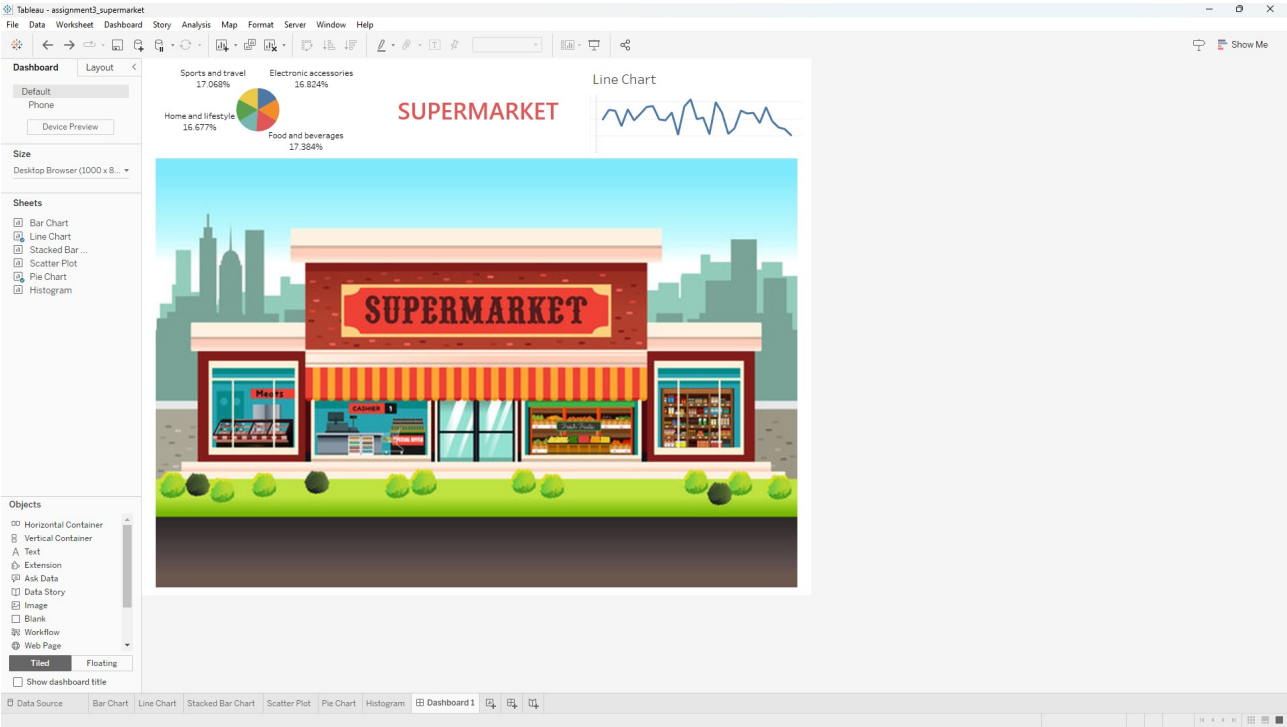 Tableau - assignment3_supermarket
File Data Worksheet Dashboard Story Analysis Map Format Server Window Help
Show Me
Dashboard Layout
Default
Phone
Device Preview
Size
Desktop Browser (1000 x 8...
Sheets
Bar Chart
Line Chart
Stacked Bar ...
Scatter Plot
Pie Chart
Histogram
Objects
Horizontal Container
Vertical Container
Text
Extension
Ask Data
Data Story
Image
Blank
Workflow
Web Page
Tiled Floating
Show dashboard title
Sports and travel
17.068%
Electronic accessories
16.824%
Home and lifestyle
16.677%
Food and beverages
17.384%
SUPERMARKET
Line Chart
SUPERMARKET
Meats
CASHIER 1
SPECIAL OFFER
Fresh Fruits
Data Source Bar Chart Line Chart Stacked Bar Chart Scatter Plot Pie Chart Histogram Dashboard 1